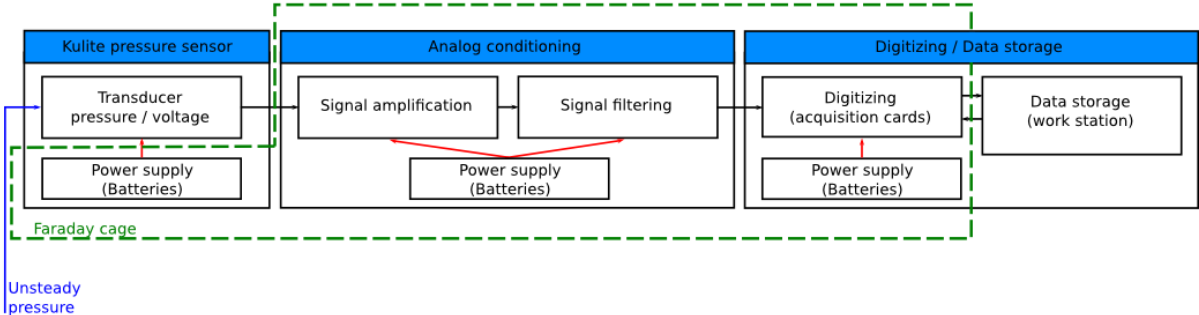 Kulite pressure sensor
Transducer
pressure / voltage
Power supply
(Batteries)
Analog conditioning
Signal amplification
Signal filtering
Power supply
(Batteries)
Digitizing / Data storage
Digitizing
(acquisition cards)
Data storage
(work station)
Power supply
(Batteries)
Faraday cage
Unsteady
pressure